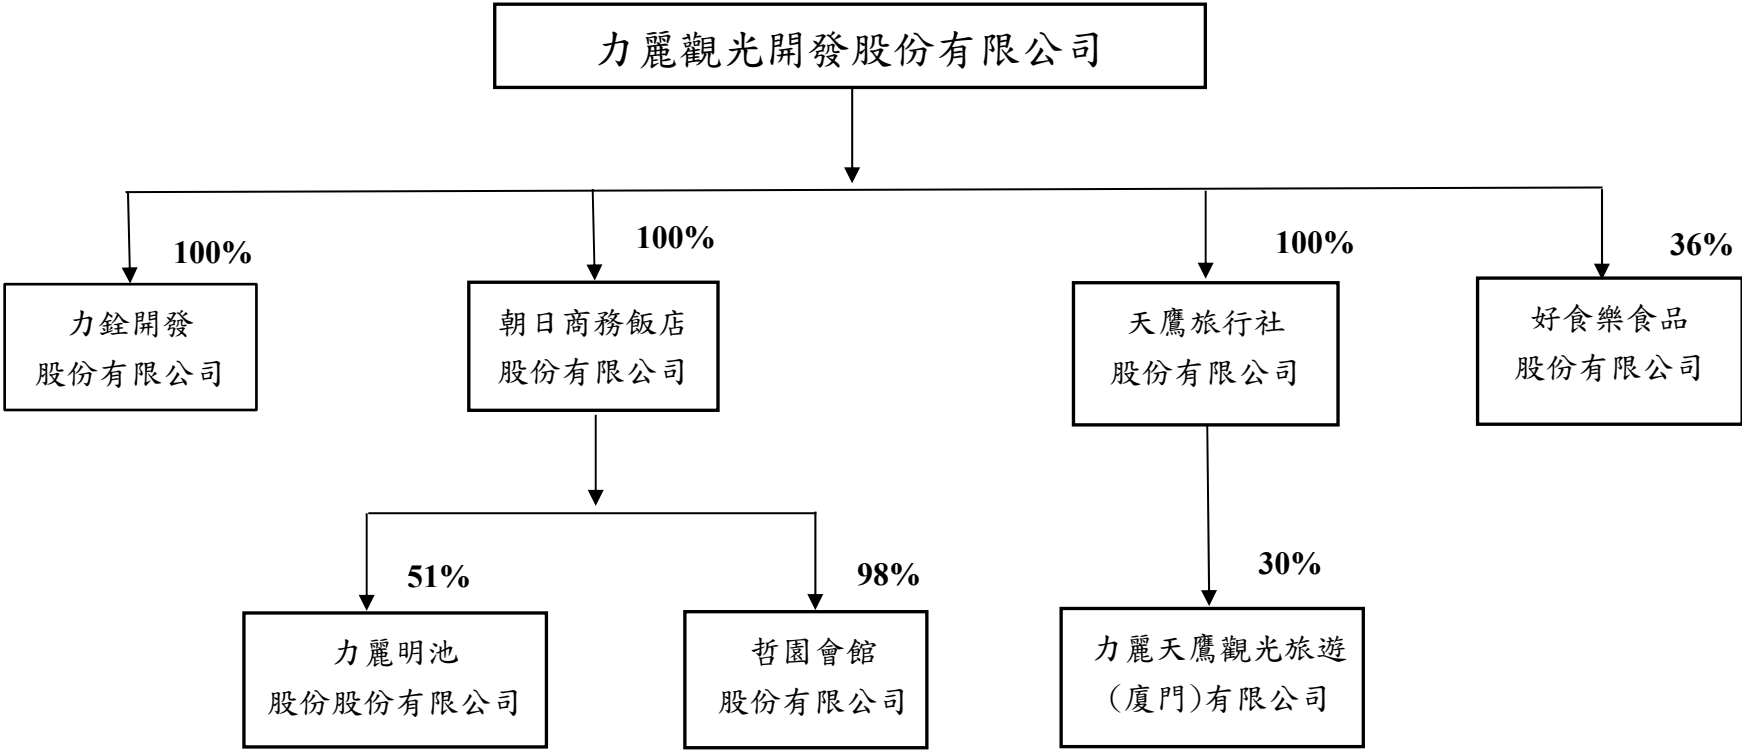 力麗觀光開發股份有限公司
100%
100%
100%
36%
力銓開發
股份有限公司
朝日商務飯店
股份有限公司
天鷹旅行社
股份有限公司
好食樂食品
股份有限公司
51%
98%
30%
力麗明池
股份股份有限公司
哲園會館
股份有限公司
力麗天鷹觀光旅遊
(廈門)有限公司